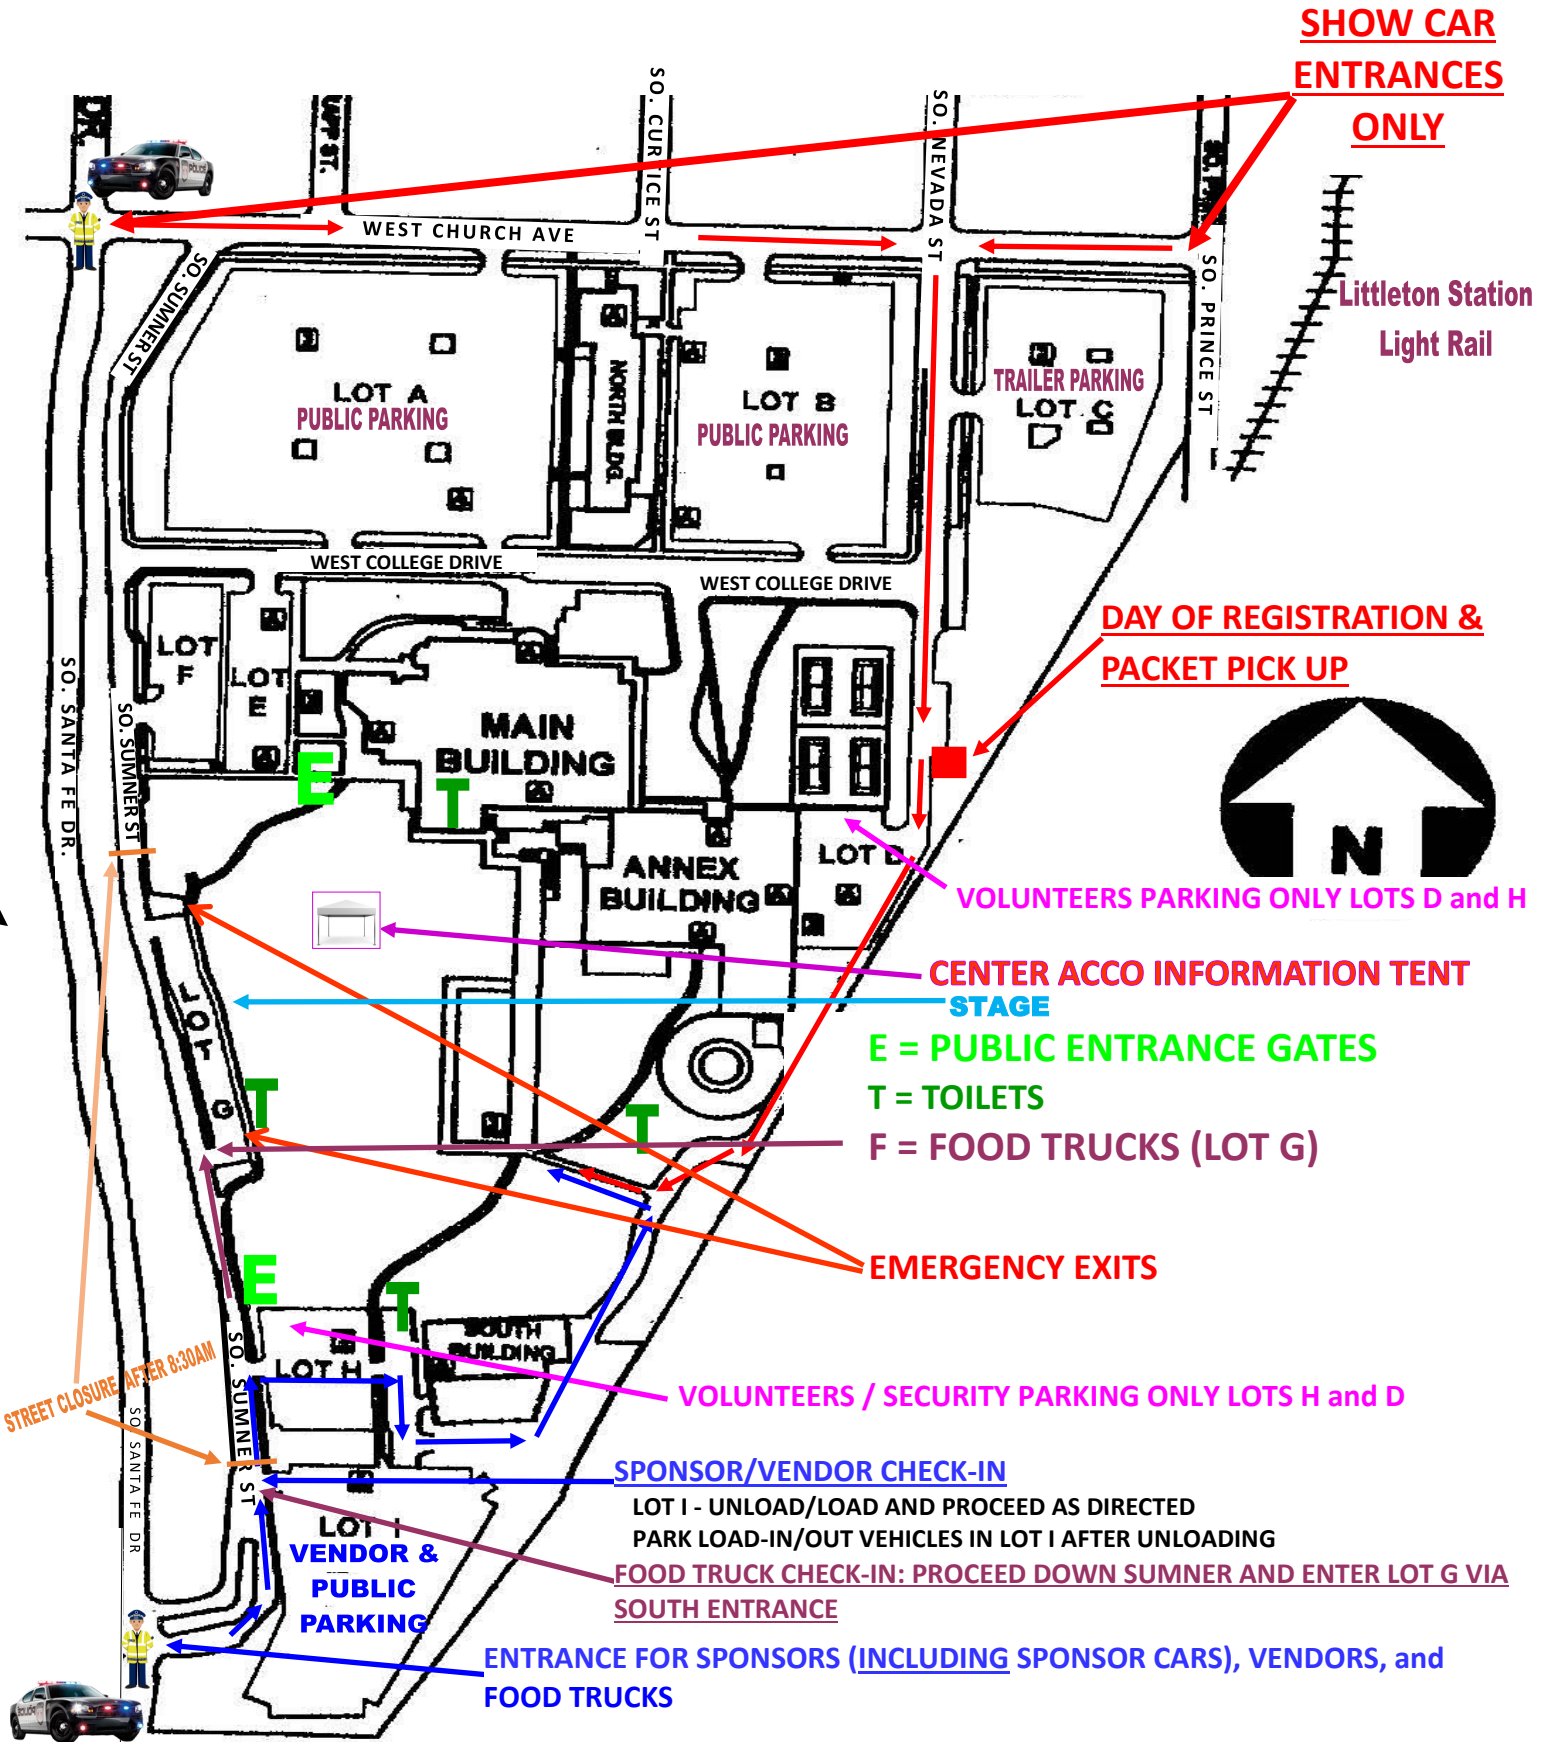 SHOW CAR
ENTRANCES
ONLY
DR.
ST.
SO. CURTICE ST
SO. NEVADA ST
POLICE
WEST CHURCH AVE
SO. SUMNER ST
SO. PRINCE ST
Littleton Station
Light Rail
LOT A
PUBLIC PARKING
NORTH BLDG.
LOT B
PUBLIC PARKING
TRAILER PARKING
LOT C
WEST COLLEGE DRIVE
WEST COLLEGE DRIVE
DAY OF REGISTRATION &
PACKET PICK UP
LOT
F
LOT
E
SO. SANTA FE DR.
SO. SUMNER ST
MAIN
BUILDING
E
T
N
ANNEX
BUILDING
LOT D
VOLUNTEERS PARKING ONLY LOTS D and H
CENTER ACCO INFORMATION TENT
STAGE
LOT G
E = PUBLIC ENTRANCE GATES
T = TOILETS
T
T
F = FOOD TRUCKS (LOT G)
EMERGENCY EXITS
E
T
SOUTH
BUILDING
LOT H
SO. SUMNER ST
STREET CLOSURE AFTER 8:30AM
VOLUNTEERS / SECURITY PARKING ONLY LOTS H and D
SO. SANTA FE DR
SPONSOR/VENDOR CHECK-IN
LOT I - UNLOAD/LOAD AND PROCEED AS DIRECTED
PARK LOAD-IN/OUT VEHICLES IN LOT I AFTER UNLOADING
LOT I
VENDOR &
PUBLIC
PARKING
FOOD TRUCK CHECK-IN: PROCEED DOWN SUMNER AND ENTER LOT G VIA
SOUTH ENTRANCE
ENTRANCE FOR SPONSORS (INCLUDING SPONSOR CARS), VENDORS, and
FOOD TRUCKS